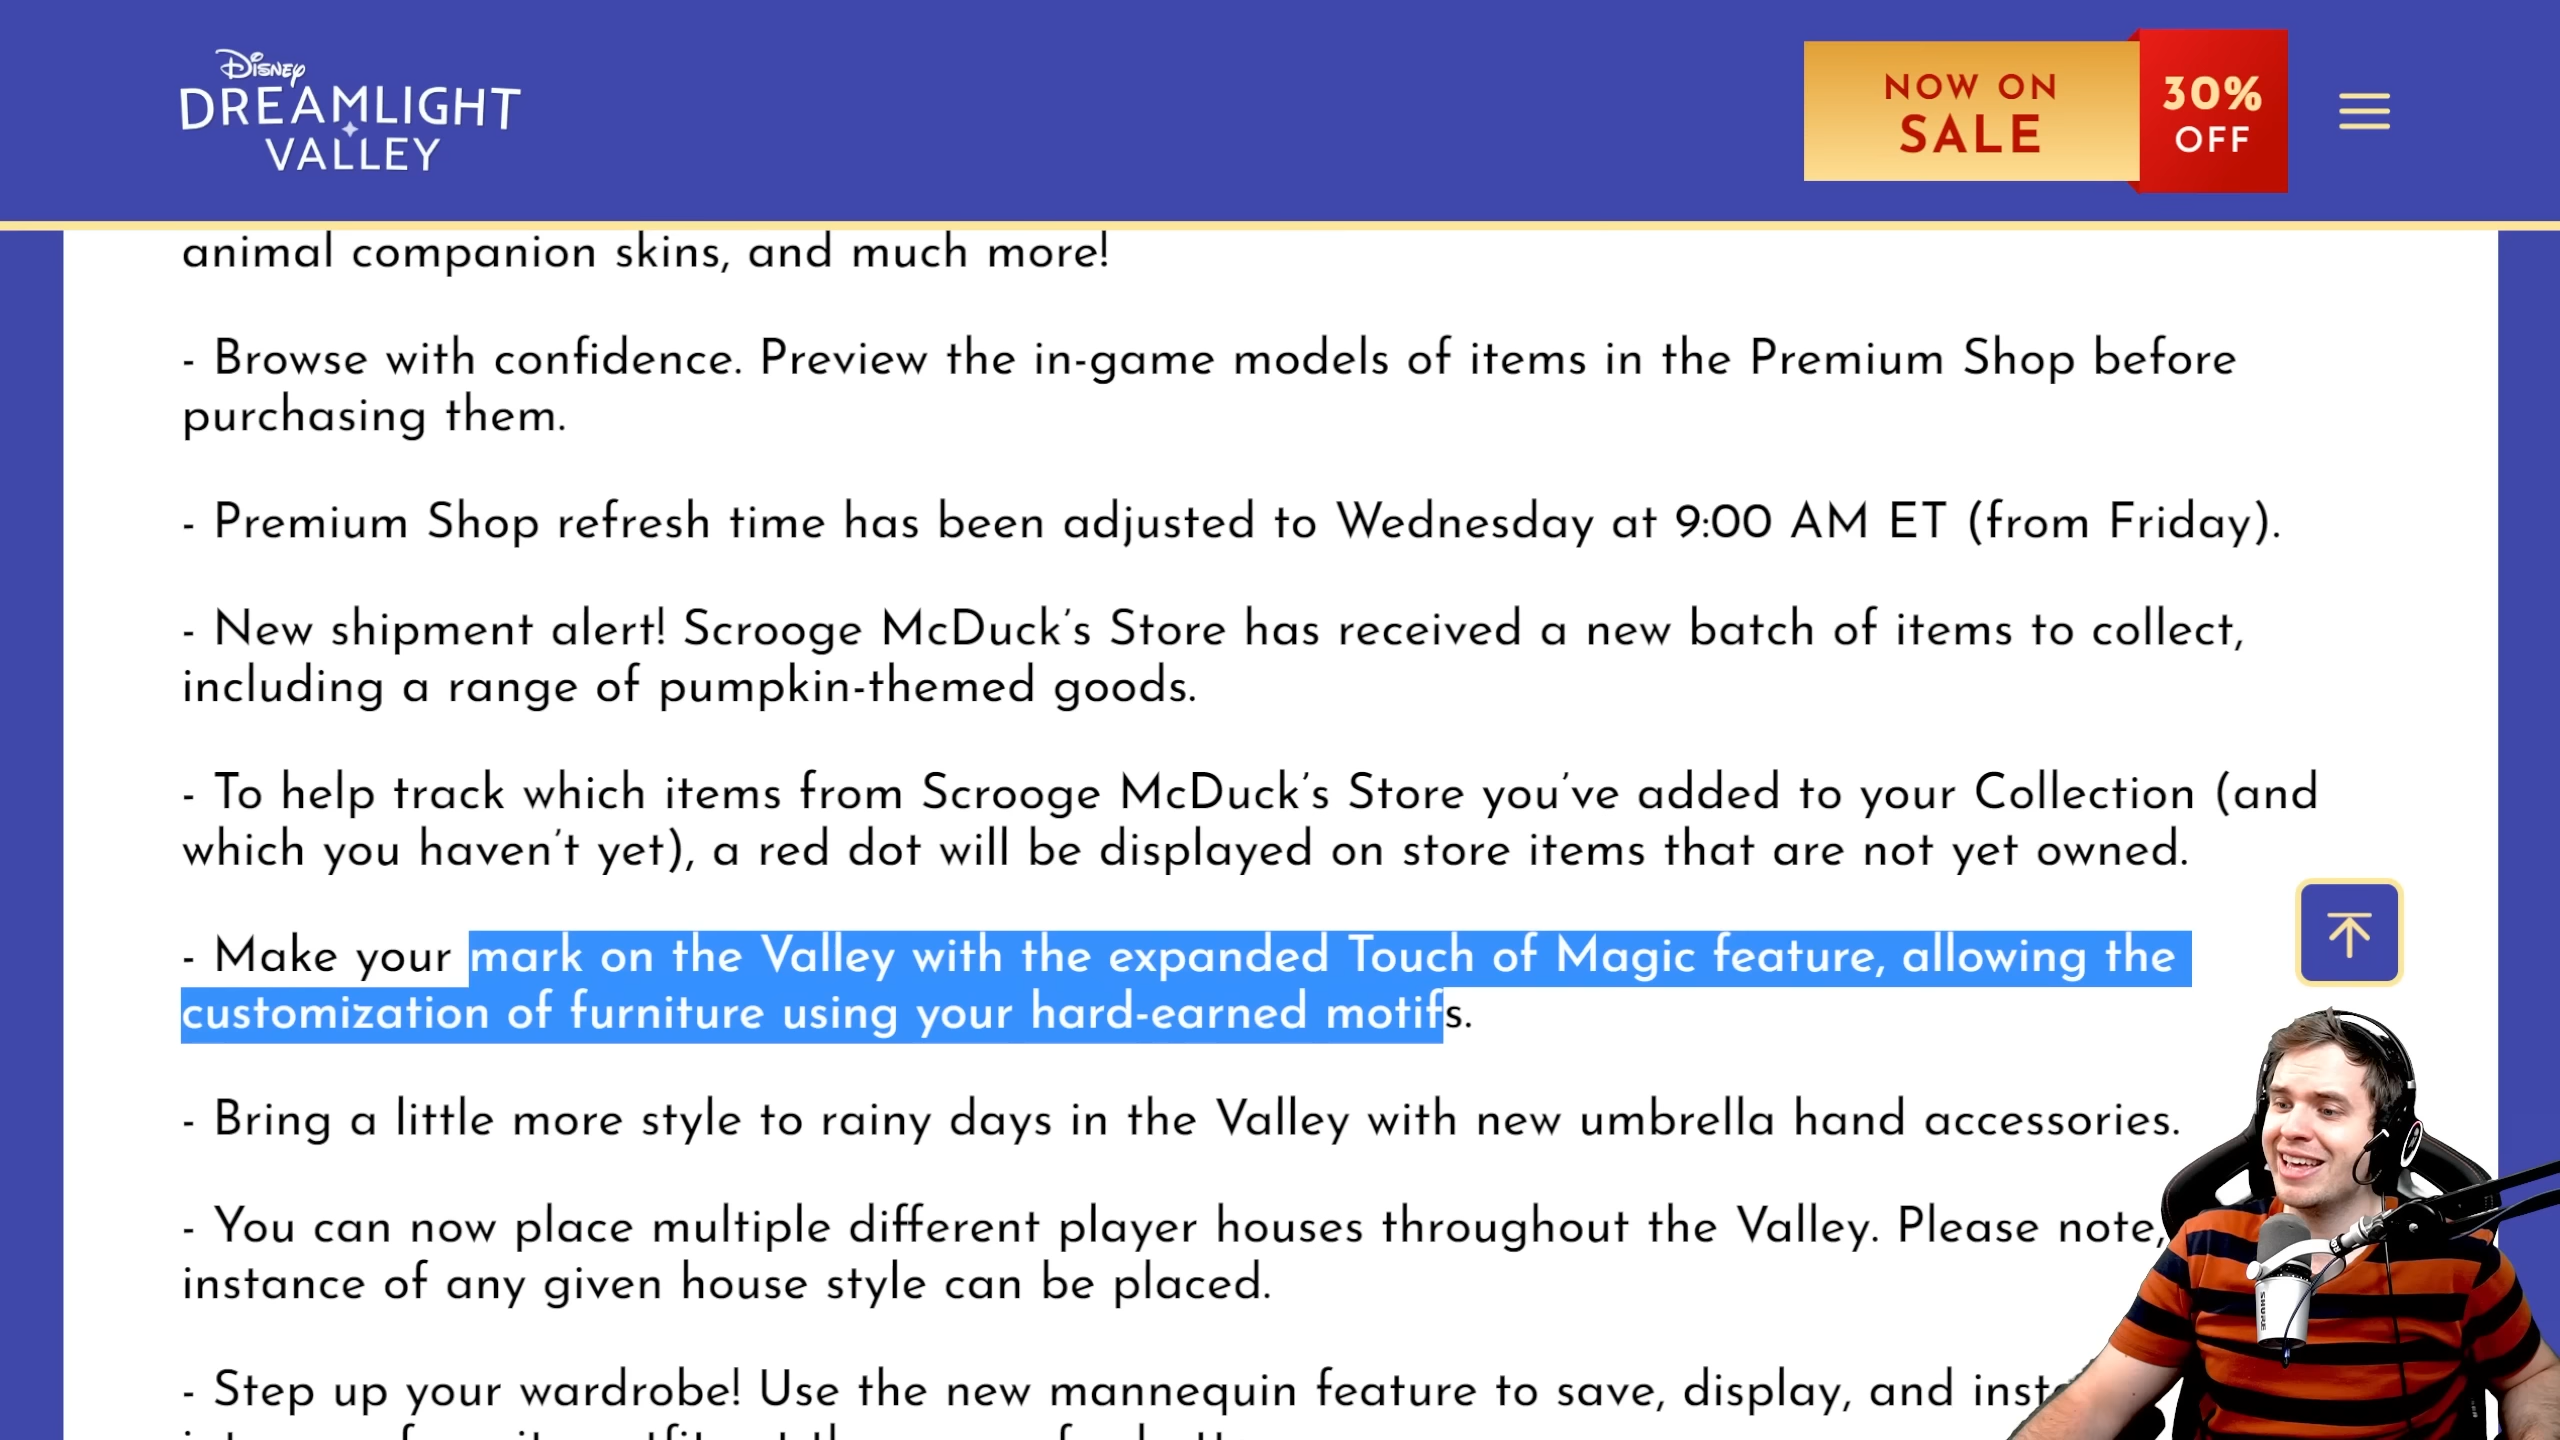 Disney
DREAMLIGHT
VALLEY
NOW ON
SALE
30%
OFF
animal companion skins, and much more!
- Browse with confidence. Preview the in-game models of items in the Premium Shop before
purchasing them.
- Premium Shop refresh time has been adjusted to Wednesday at 9:00 AM ET (from Friday).
- New shipment alert! Scrooge McDuck’s Store has received a new batch of items to collect,
including a range of pumpkin-themed goods.
- To help track which items from Scrooge McDuck’s Store you’ve added to your Collection (and
which you haven’t yet), a red dot will be displayed on store items that are not yet owned.
- Make your mark on the Valley with the expanded Touch of Magic feature, allowing the
customization of furniture using your hard-earned motifs.
- Bring a little more style to rainy days in the Valley with new umbrella hand accessories.
- You can now place multiple different player houses throughout the Valley. Please note,
instance of any given house style can be placed.
- Step up your wardrobe! Use the new mannequin feature to save, display, and
SHURE